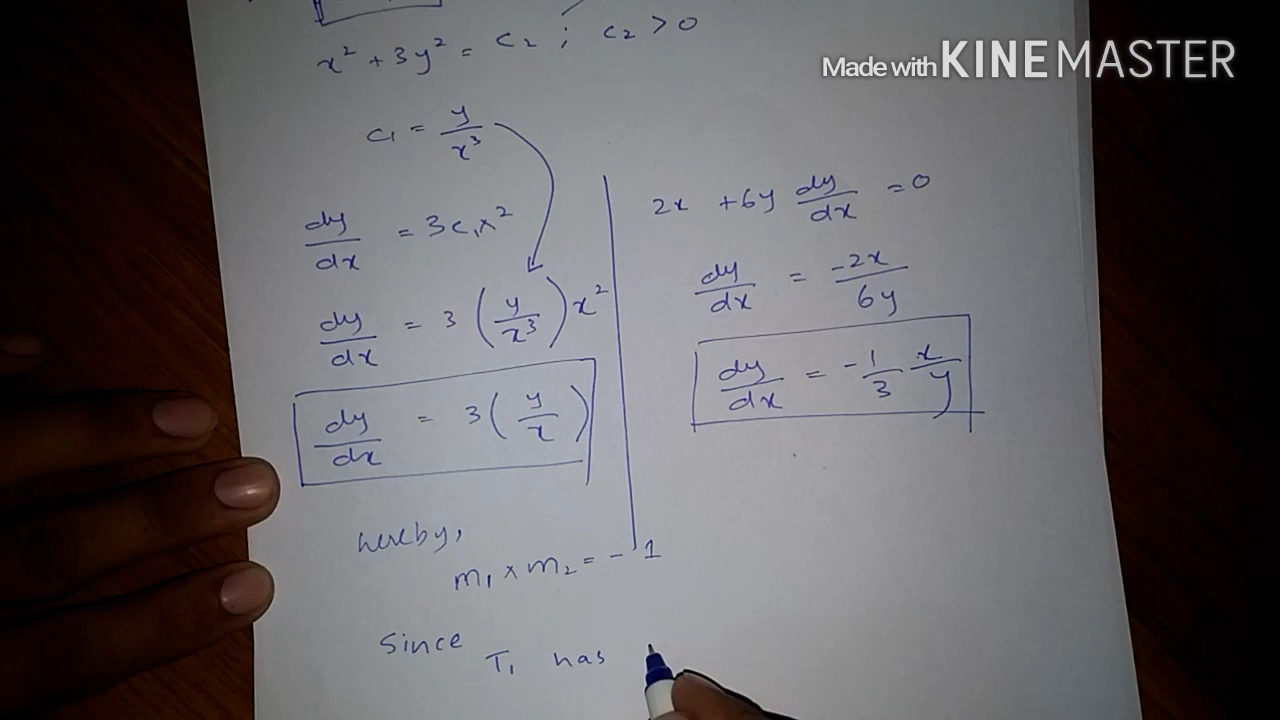 Made with KINEMASTER
x² + 3y² = c₂ ; c₂ > 0
c₁ = y/x³
dy/dx = 3c₁x²
dy/dx = 3 (y/x³) x²
dy/dx = 3 (y/x)
2x + 6y dy/dx = 0
dy/dx = -2x/6y
dy/dx = -1/3 x/y
hereby,
m₁ × m₂ = -1
Since
T₁ has